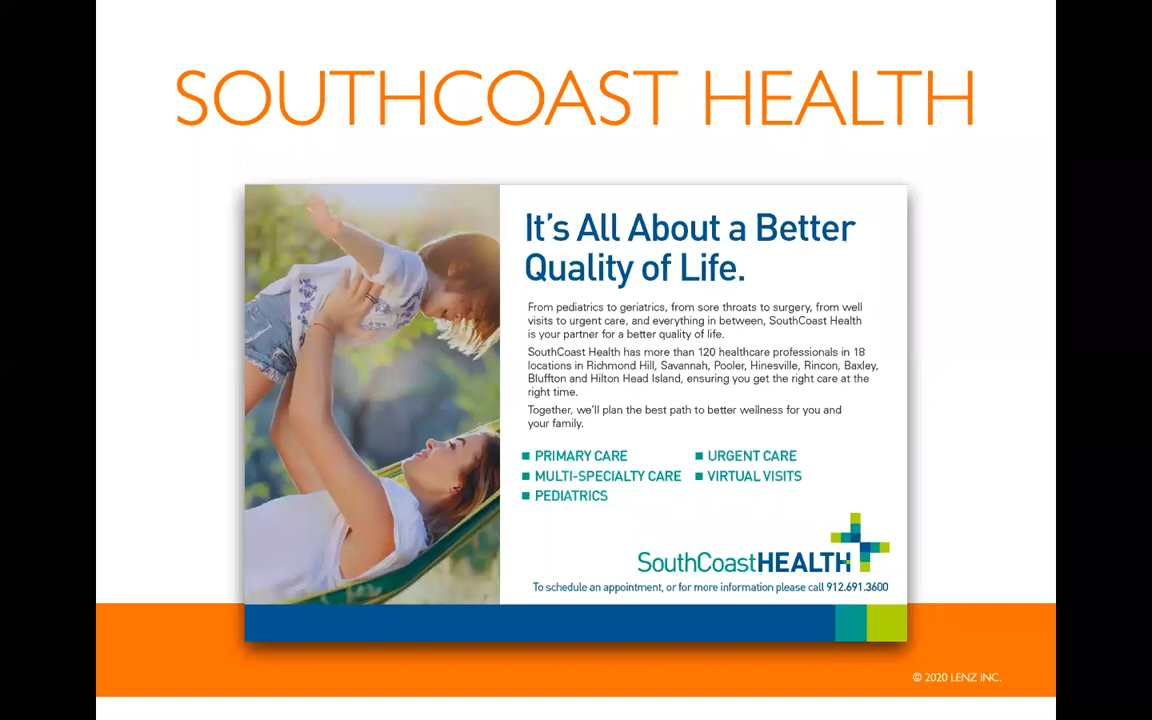 SOUTHCOAST HEALTH
It's All About a Better
Quality of Life.
From pediatrics to geriatrics, from sore throats to surgery, from well
visits to urgent care, and everything in between, SouthCoast Health
is your partner for a better quality of life.
SouthCoast Health has more than 120 healthcare professionals in 18
locations in Richmond Hill, Savannah, Pooler, Hinesville, Rincon, Baxley,
Bluffton and Hilton Head Island, ensuring you get the right care at the
right time.
Together, we'll plan the best path to better wellness for you and
your family.
PRIMARY CARE
MULTI-SPECIALTY CARE
PEDIATRICS
URGENT CARE
VIRTUAL VISITS
SouthCoastHEALTH
To schedule an appointment, or for more information please call 912.691.3600
© 2020 LENZ INC.